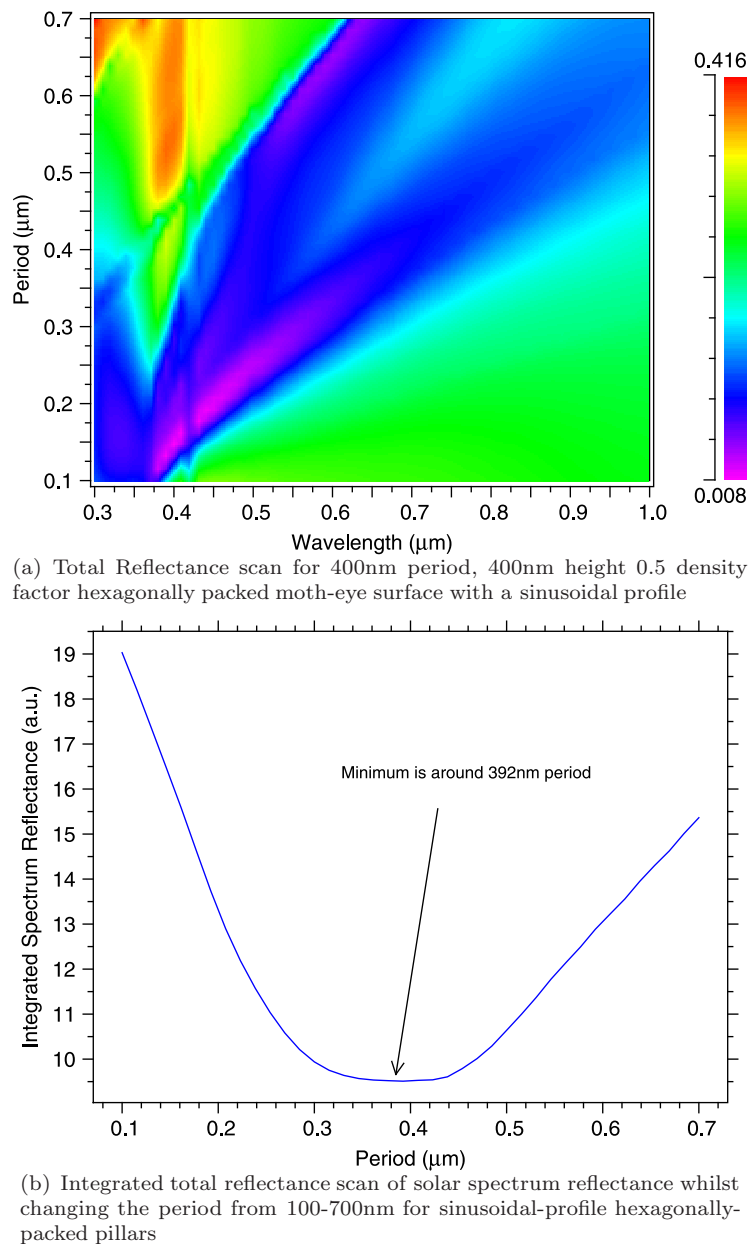 0.7
0.6
0.5
0.4
0.3
0.2
0.1
Period (μm)
0.3 0.4 0.5 0.6 0.7 0.8 0.9 1.0
Wavelength (μm)
0.416
0.008
(a) Total Reflectance scan for 400nm period, 400nm height 0.5 density
factor hexagonally packed moth-eye surface with a sinusoidal profile
19
18
17
16
15
14
13
12
11
10
Integrated Spectrum Reflectance (a.u.)
Minimum is around 392nm period
0.1 0.2 0.3 0.4 0.5 0.6 0.7
Period (μm)
(b) Integrated total reflectance scan of solar spectrum reflectance whilst
changing the period from 100-700nm for sinusoidal-profile hexagonally-
packed pillars